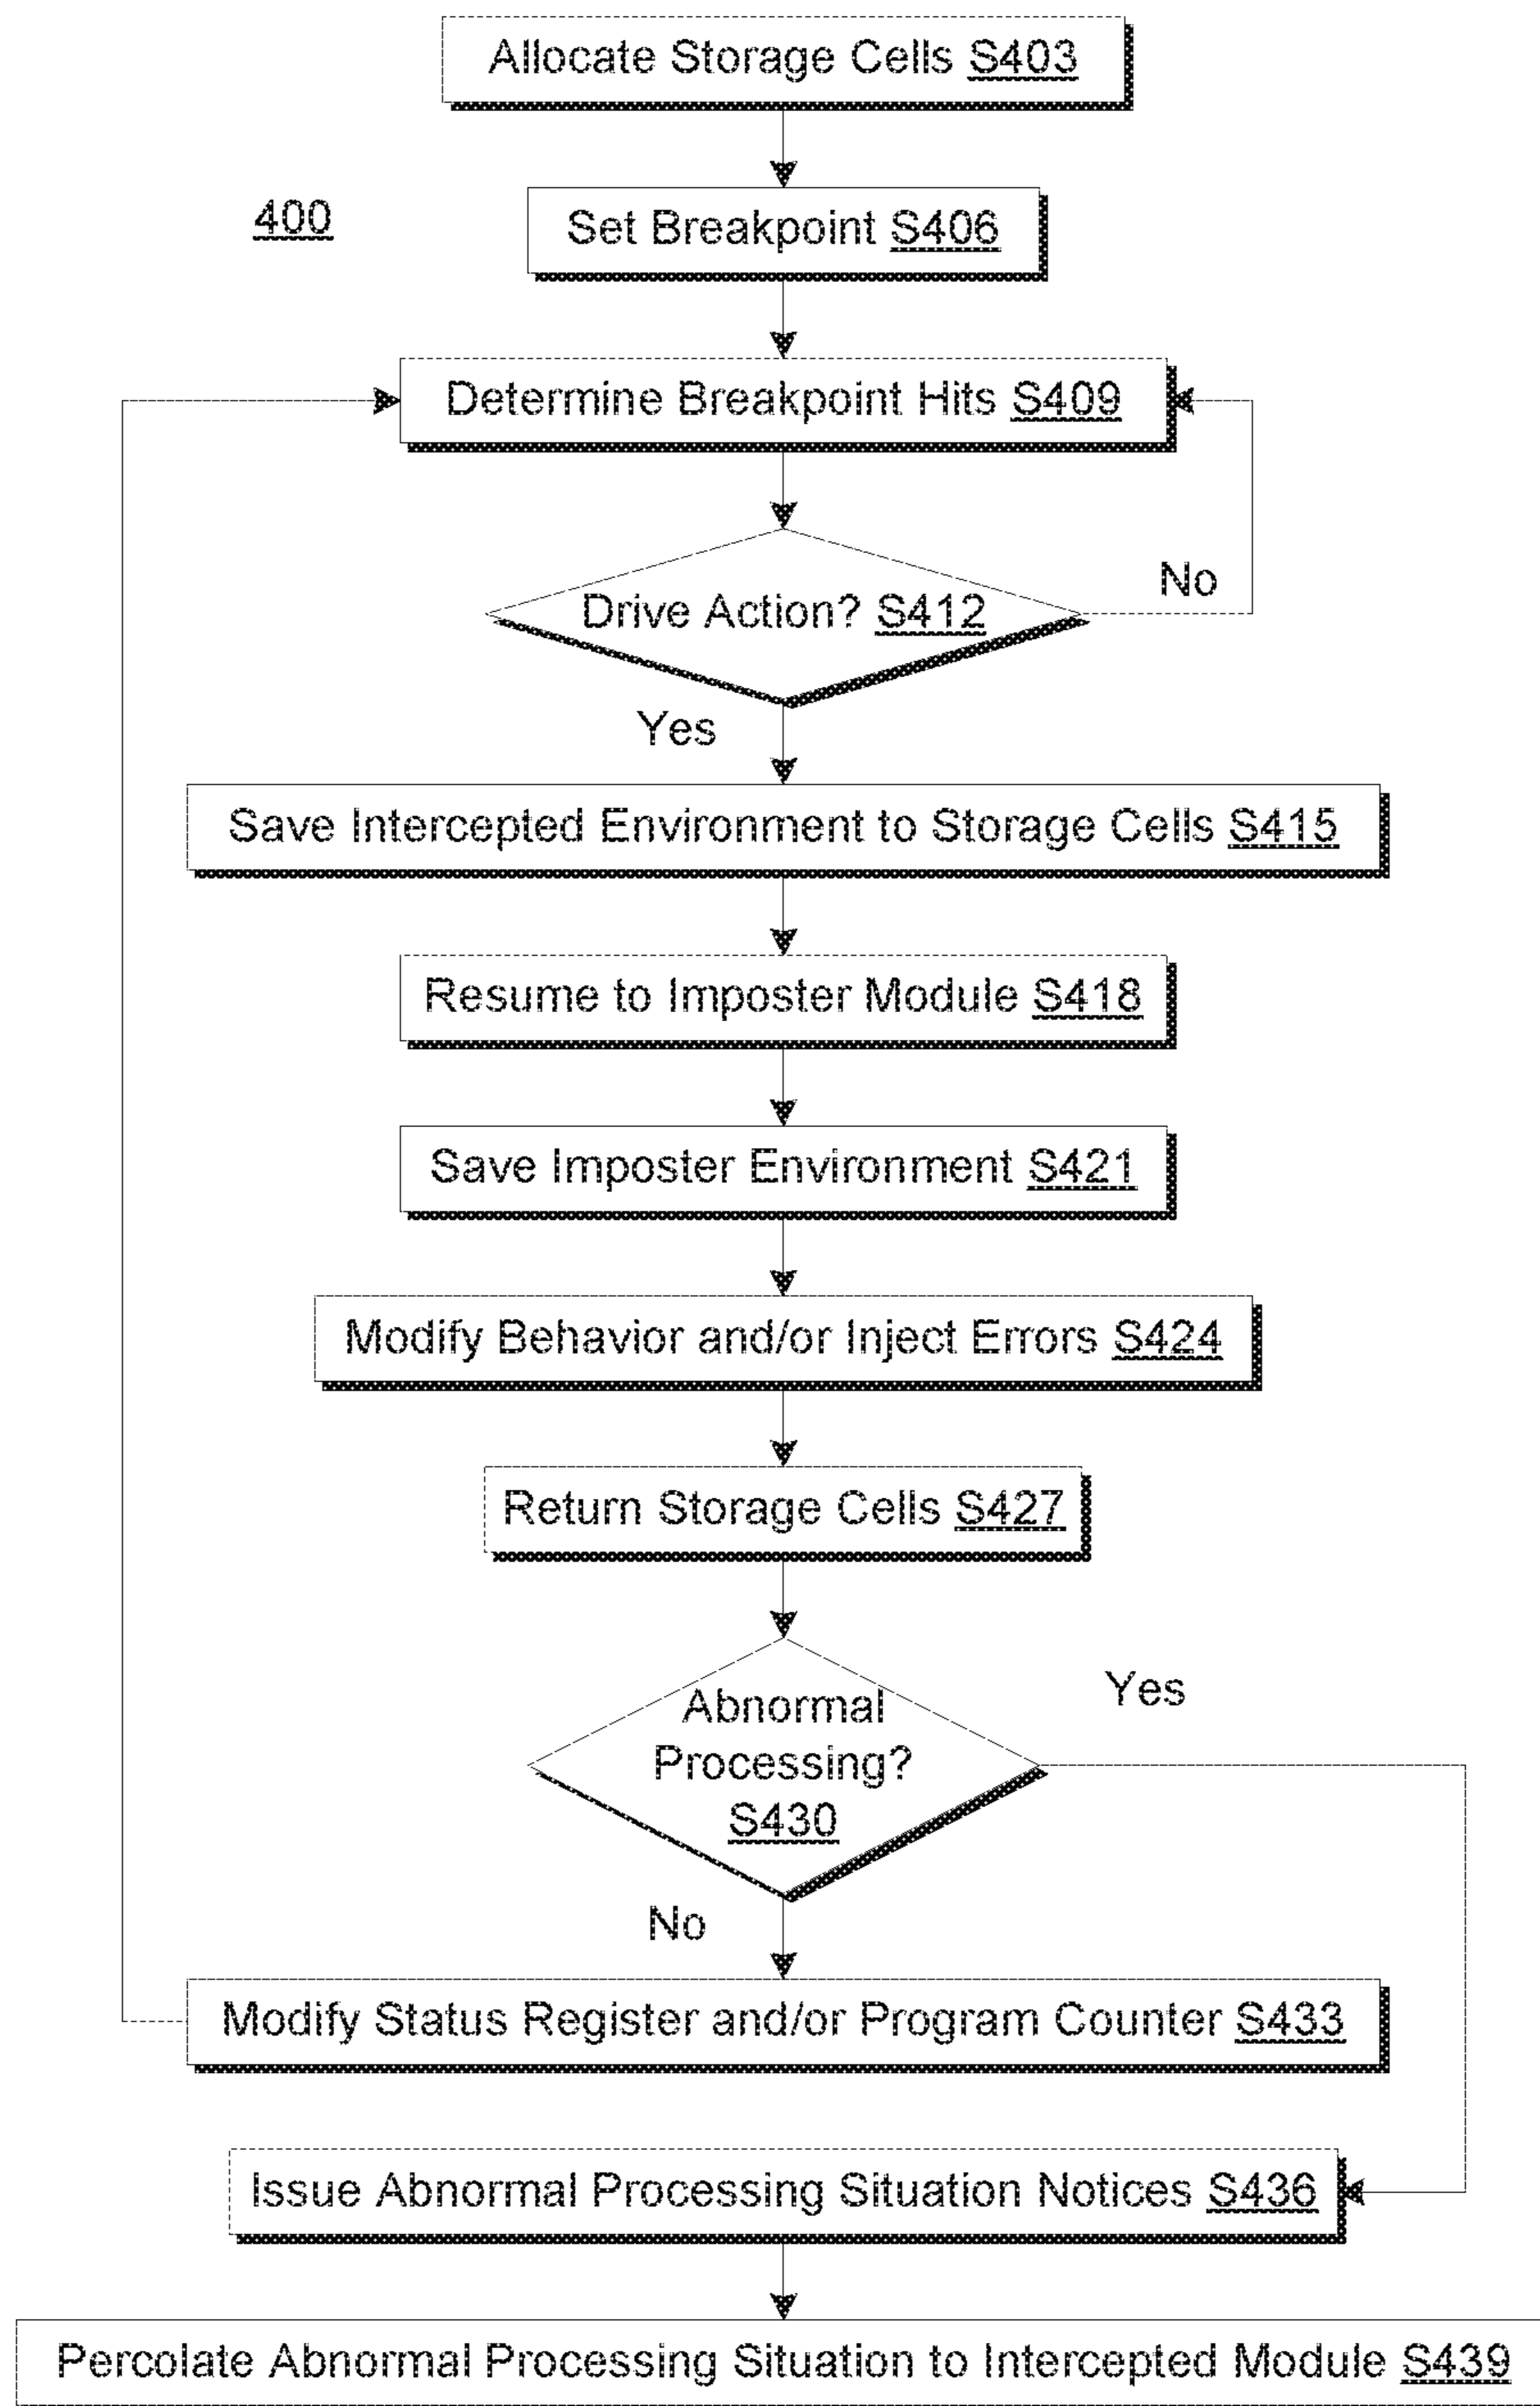 Allocate Storage Cells S403
400
Set Breakpoint S406
Determine Breakpoint Hits S409
No
Drive Action? S412
Yes
Save Intercepted Environment to Storage Cells S415
Resume to Imposter Module S418
Save Imposter Environment S421
Modify Behavior and/or Inject Errors S424
Return Storage Cells S427
Yes
Abnormal
Processing?
S430
No
Modify Status Register and/or Program Counter S433
Issue Abnormal Processing Situation Notices S436
Percolate Abnormal Processing Situation to Intercepted Module S439